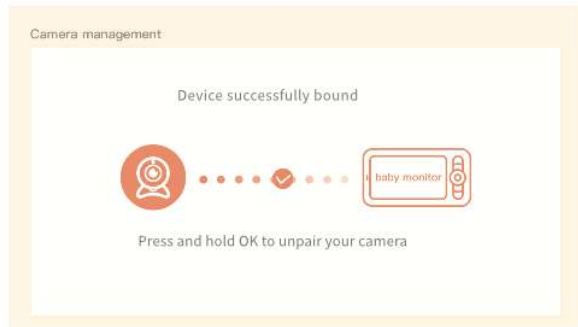 Camera management
Device successfully bound
baby monitor
Press and hold OK to unpair your camera